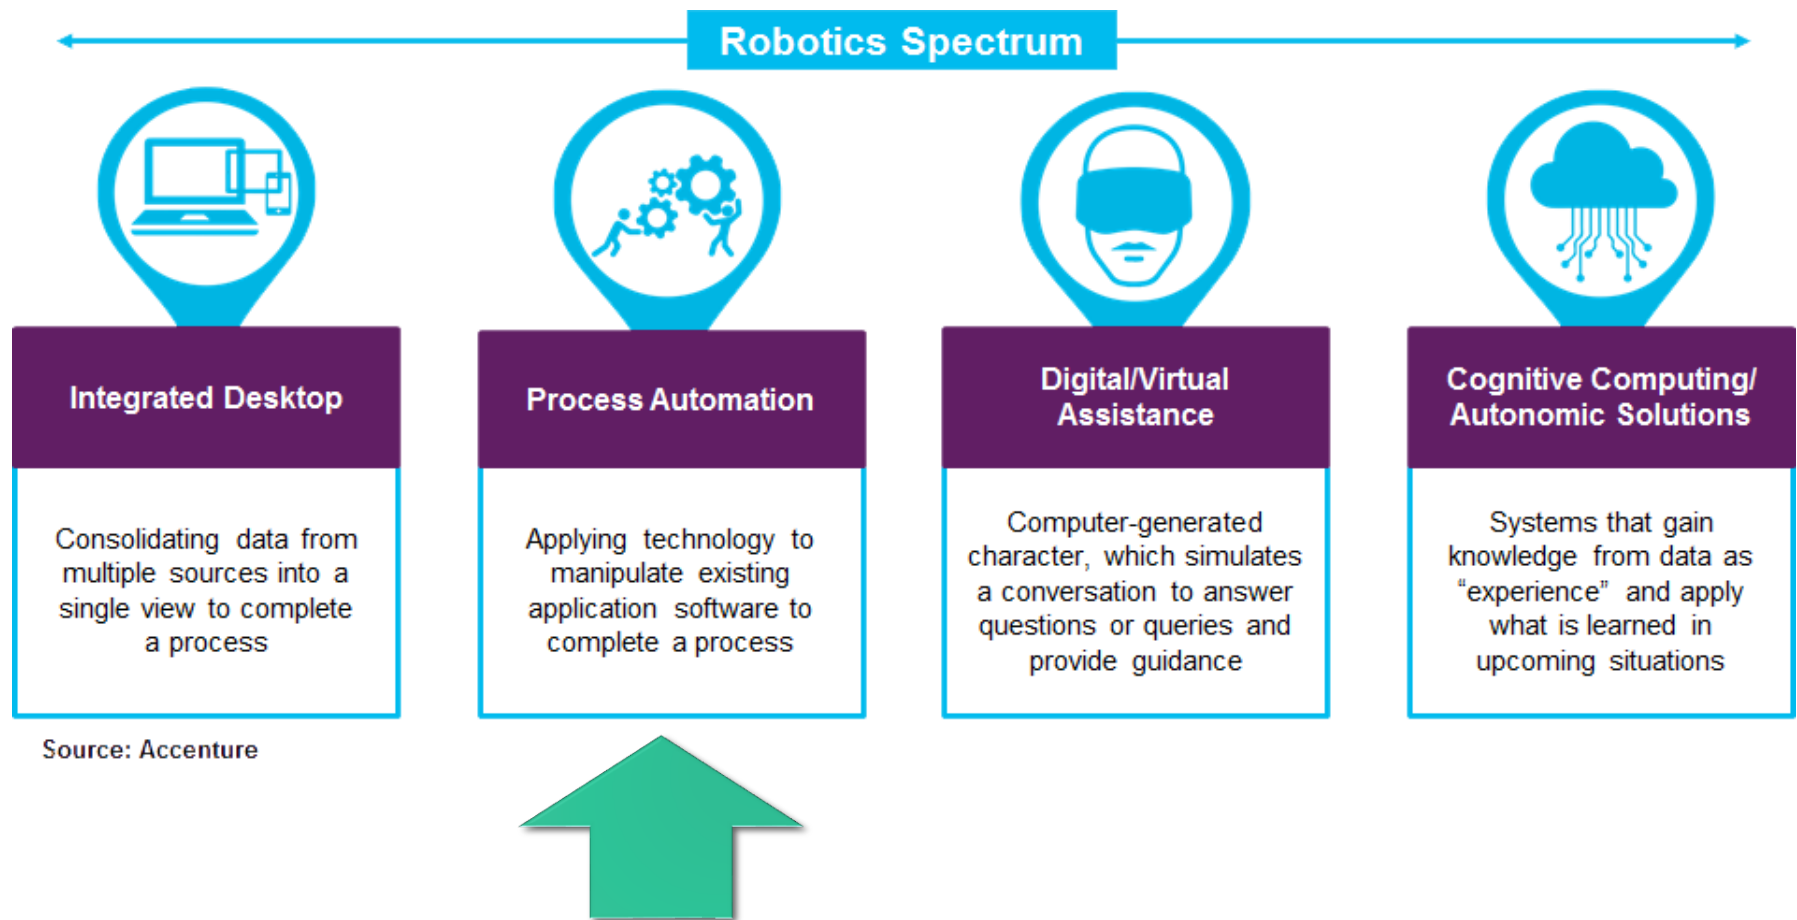 Robotics Spectrum
Integrated Desktop
Consolidating data from
multiple sources into a
single view to complete
a process
Process Automation
Applying technology to
manipulate existing
application software to
complete a process
Digital/Virtual
Assistance
Computer-generated
character, which simulates
a conversation to answer
questions or queries and
provide guidance
Cognitive Computing/
Autonomic Solutions
Systems that gain
knowledge from data as
“experience” and apply
what is learned in
upcoming situations
Source: Accenture